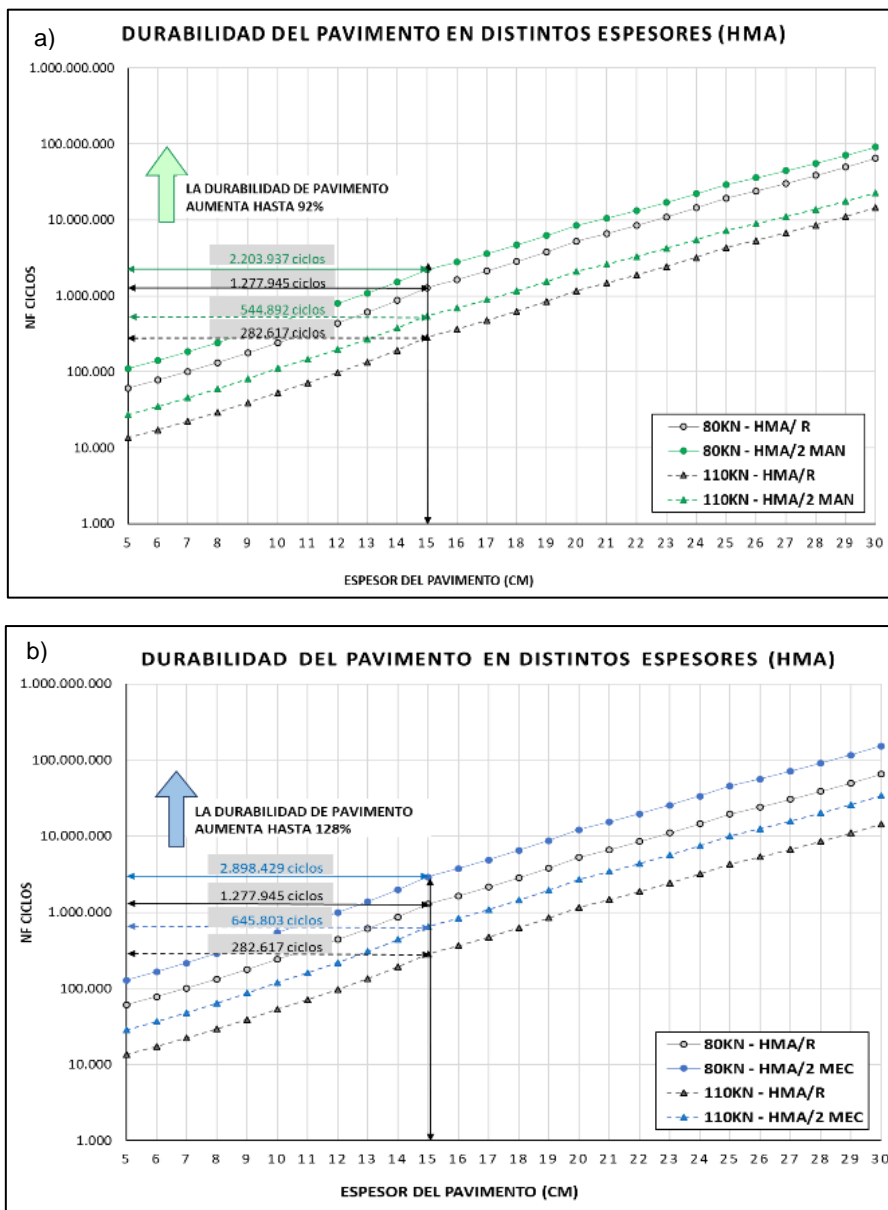 a)
DURABILIDAD DEL PAVIMENTO EN DISTINTOS ESPESORES (HMA)
1.000.000.000
100.000.000
10.000.000
1.000.000
100.000
10.000
1.000
NF CICLOS
LA DURABILIDAD DE PAVIMENTO
AUMENTA HASTA 92%
2.203.937 ciclos
1.277.945 ciclos
544.892 ciclos
282.617 ciclos
80KN - HMA/ R
80KN - HMA/2 MAN
110KN - HMA/R
110KN - HMA/2 MAN
5 6 7 8 9 10 11 12 13 14 15 16 17 18 19 20 21 22 23 24 25 26 27 28 29 30
ESPESOR DEL PAVIMENTO (CM)
b)
DURABILIDAD DEL PAVIMENTO EN DISTINTOS ESPESORES (HMA)
1.000.000.000
100.000.000
10.000.000
1.000.000
100.000
10.000
1.000
NF CICLOS
LA DURABILIDAD DE PAVIMENTO
AUMENTA HASTA 128%
2.898.429 ciclos
1.277.945 ciclos
645.803 ciclos
282.617 ciclos
80KN - HMA/R
80KN - HMA/2 MEC
110KN - HMA/R
110KN - HMA/2 MEC
5 6 7 8 9 10 11 12 13 14 15 16 17 18 19 20 21 22 23 24 25 26 27 28 29 30
ESPESOR DEL PAVIMENTO (CM)